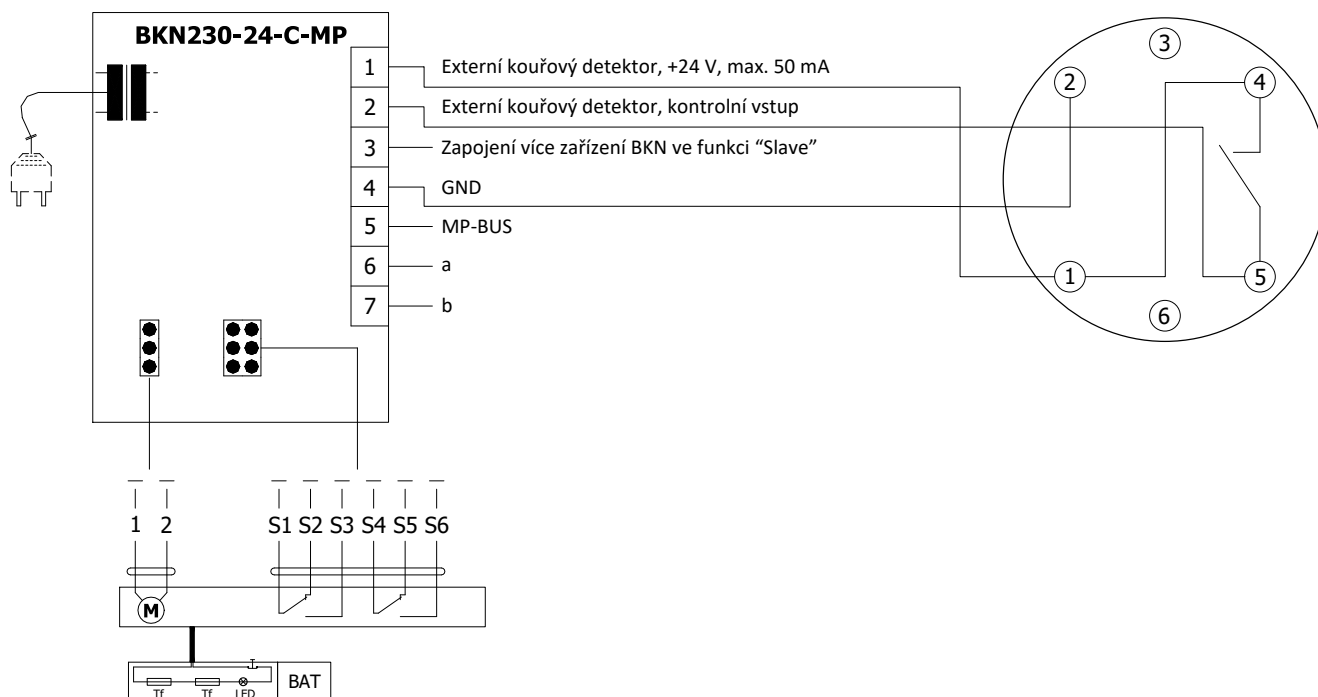 BKN230-24-C-MP
1 Externí kouřový detektor, +24 V, max. 50 mA
2 Externí kouřový detektor, kontrolní vstup
3 Zapojení více zařízení BKN ve funkci “Slave”
4 GND
5 MP-BUS
6 a
7 b
3
2 4
1 5
6
1 2 S1 S2 S3 S4 S5 S6
M
Tf Tf LED BAT